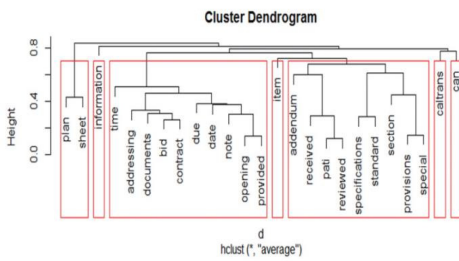 Cluster Dendrogram
Height
0.0
0.4
0.8
plan
sheet
information
time
addressing
documents
bid
contract
due
date
note
opening
provided
item
addendum
received
pati
reviewed
specifications
standard
section
provisions
special
caltrans
can
d
hclust (*, "average")